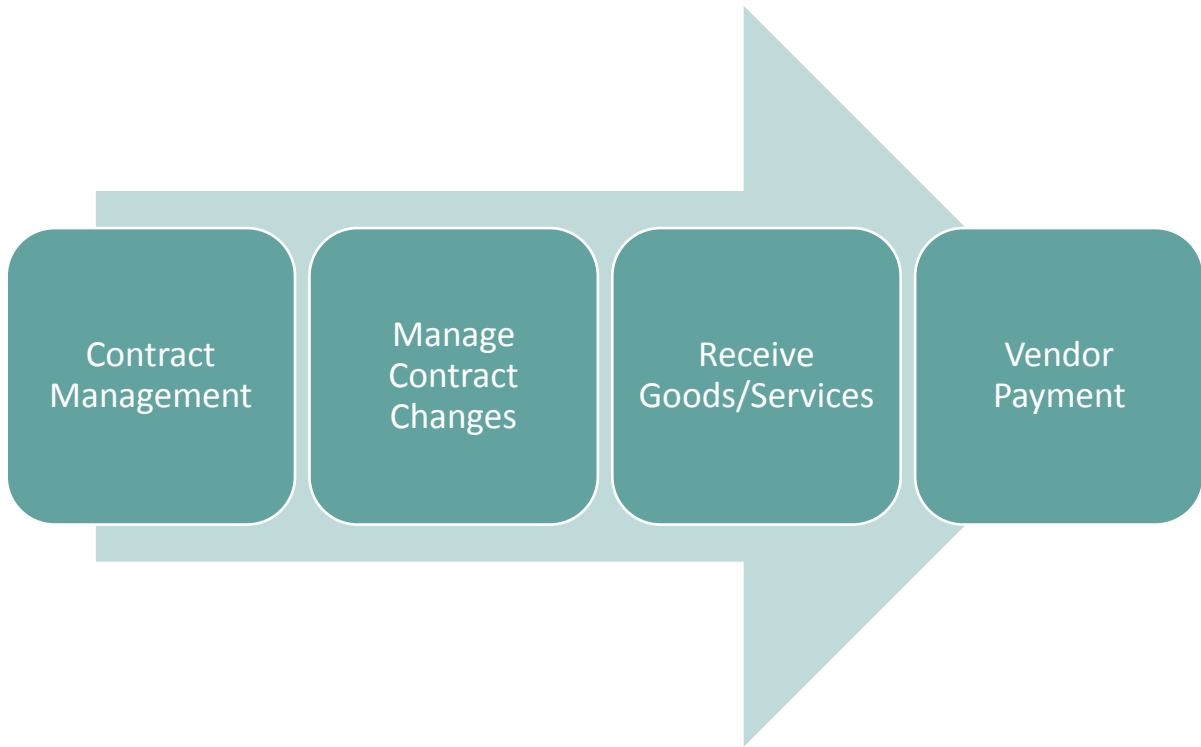 Contract
Management
Manage
Contract
Changes
Receive
Goods/Services
Vendor
Payment